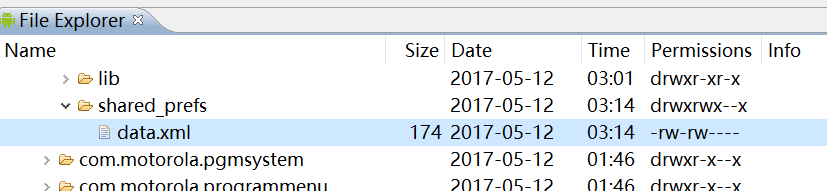 File Explorer
Name Size Date Time Permissions Info
lib 2017-05-12 03:01 drwxr-xr-x
shared_prefs 2017-05-12 03:14 drwxrwx--x
data.xml 174 2017-05-12 03:14 -rw-rw----
com.motorola.pgmsystem 2017-05-12 01:46 drwxr-x--x
com.motorola.programmenu 2017-05-12 01:46 drwxr-x--x